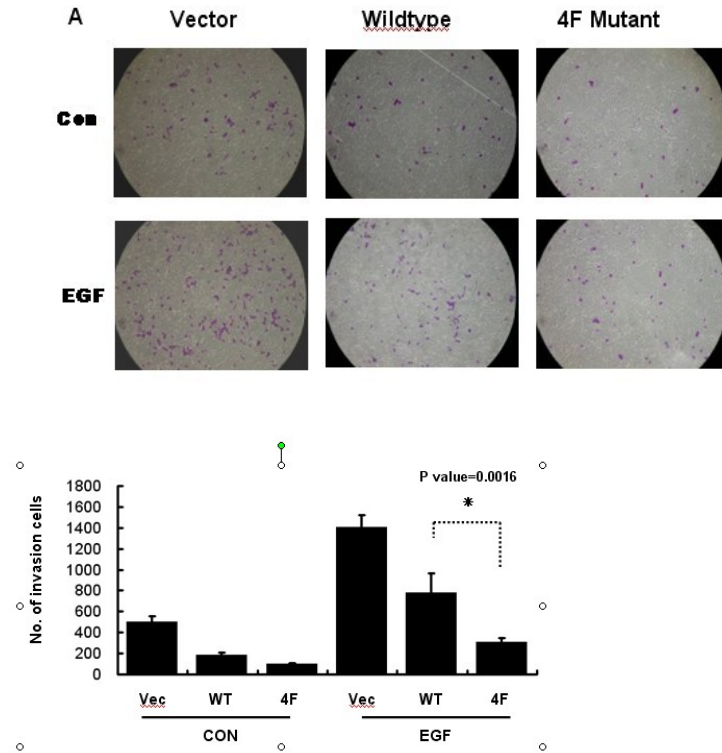 A
Vector Wildtype 4F Mutant
Con
EGF
P value=0.0016
*
No. of invasion cells
1800
1600
1400
1200
1000
800
600
400
200
0
Vec WT 4F Vec WT 4F
CON EGF